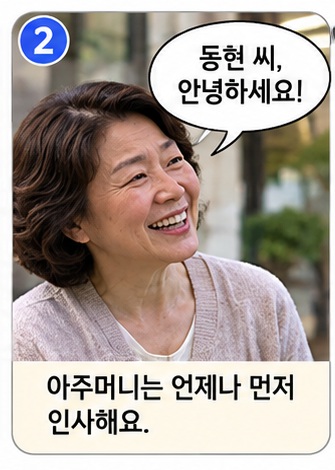 2
동현 씨,
안녕하세요!
아주머니는 언제나 먼저
인사해요.